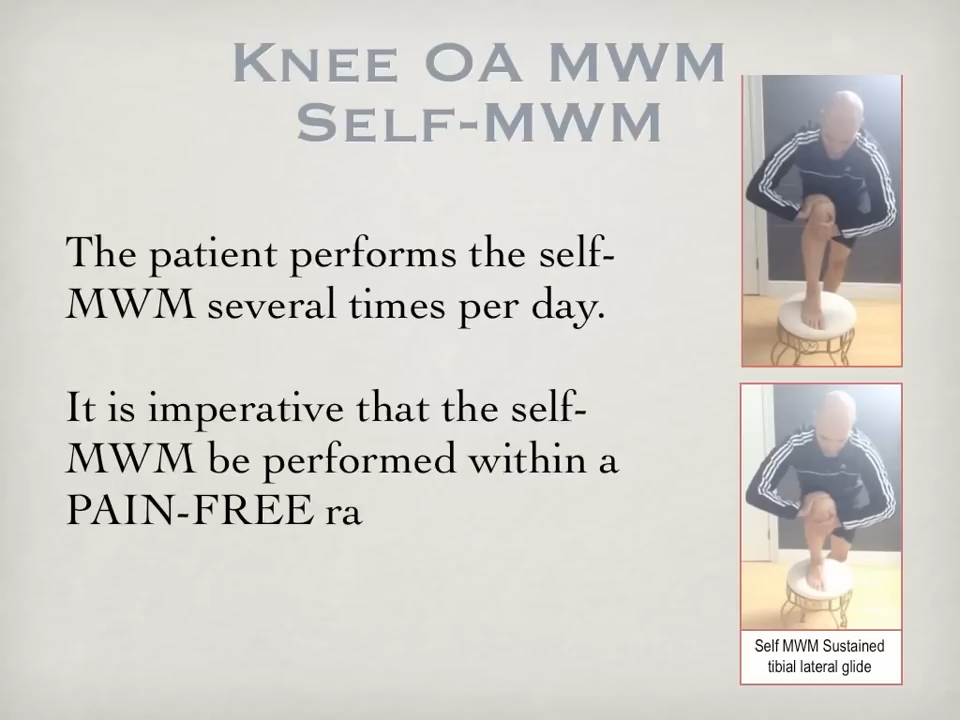 Knee OA MWM
Self-MWM
The patient performs the self-
MWM several times per day.
It is imperative that the self-
MWM be performed within a
PAIN-FREE ra
Self MWM Sustained
tibial lateral glide